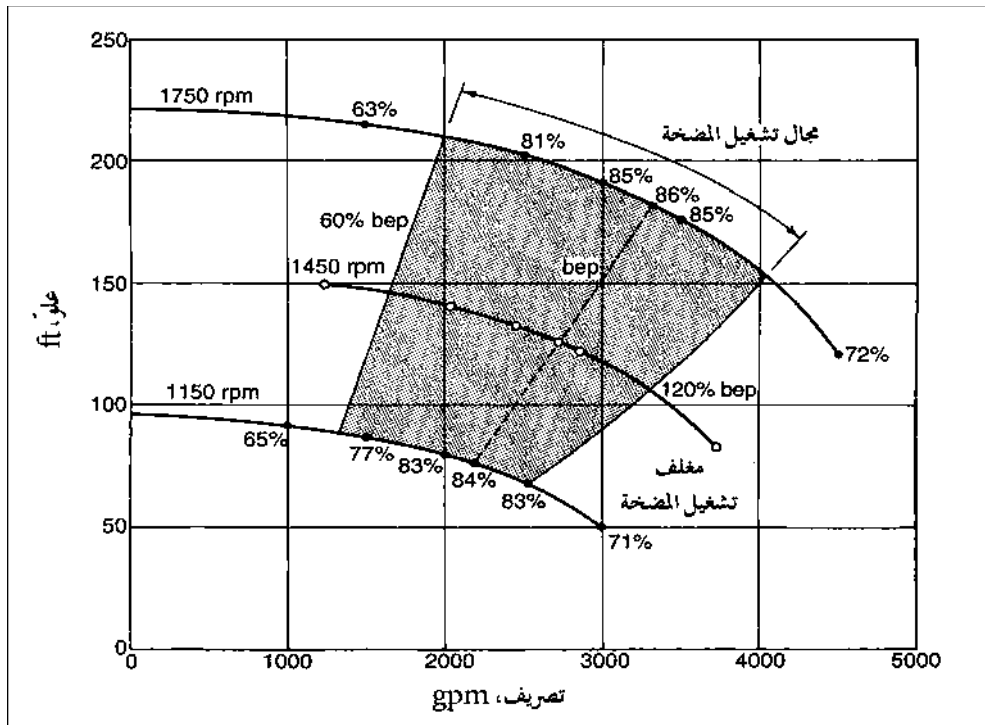 250
1750 rpm
63%
81%
مجال تشغيل المضخة
200
85%
86%
85%
60% bep
1450 rpm
bep
150
علوّ، ft
72%
1150 rpm
120% bep
100
65%
77%
83%
84%
83%
مغلف
تشغيل المضخة
50
71%
0
0
1000
2000
3000
4000
5000
تصريف، gpm